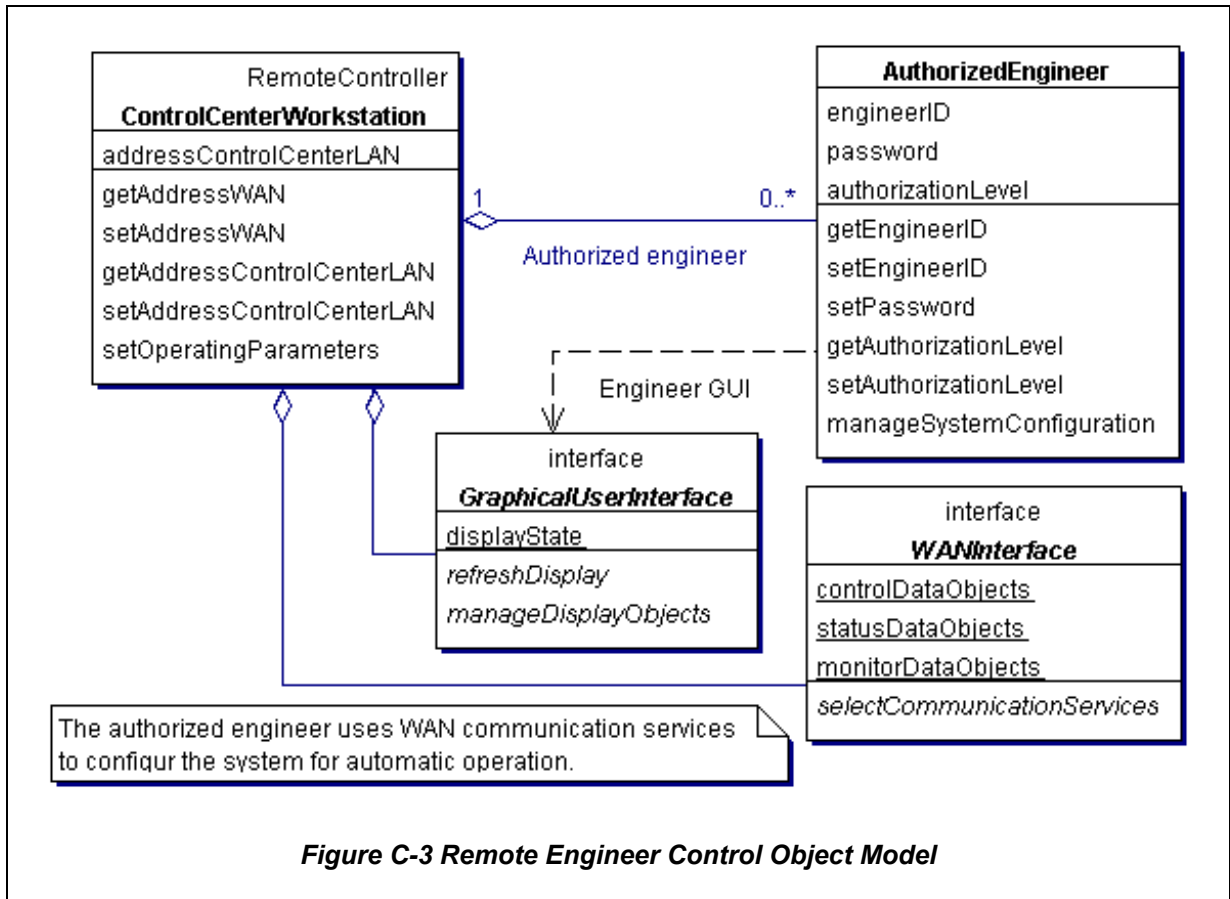 RemoteController
ControlCenterWorkstation
addressControlCenterLAN
getAddressWAN
setAddressWAN
getAddressControlCenterLAN
setAddressControlCenterLAN
setOperatingParameters
1
0..*
Authorized engineer
AuthorizedEngineer
engineerID
password
authorizationLevel
getEngineerID
setEngineerID
setPassword
getAuthorizationLevel
setAuthorizationLevel
manageSystemConfiguration
Engineer GUI
interface
GraphicalUserInterface
displayState
refreshDisplay
manageDisplayObjects
interface
WANInterface
controlDataObjects
statusDataObjects
monitorDataObjects
selectCommunicationServices
The authorized engineer uses WAN communication services
to configur the system for automatic operation.
Figure C-3 Remote Engineer Control Object Model